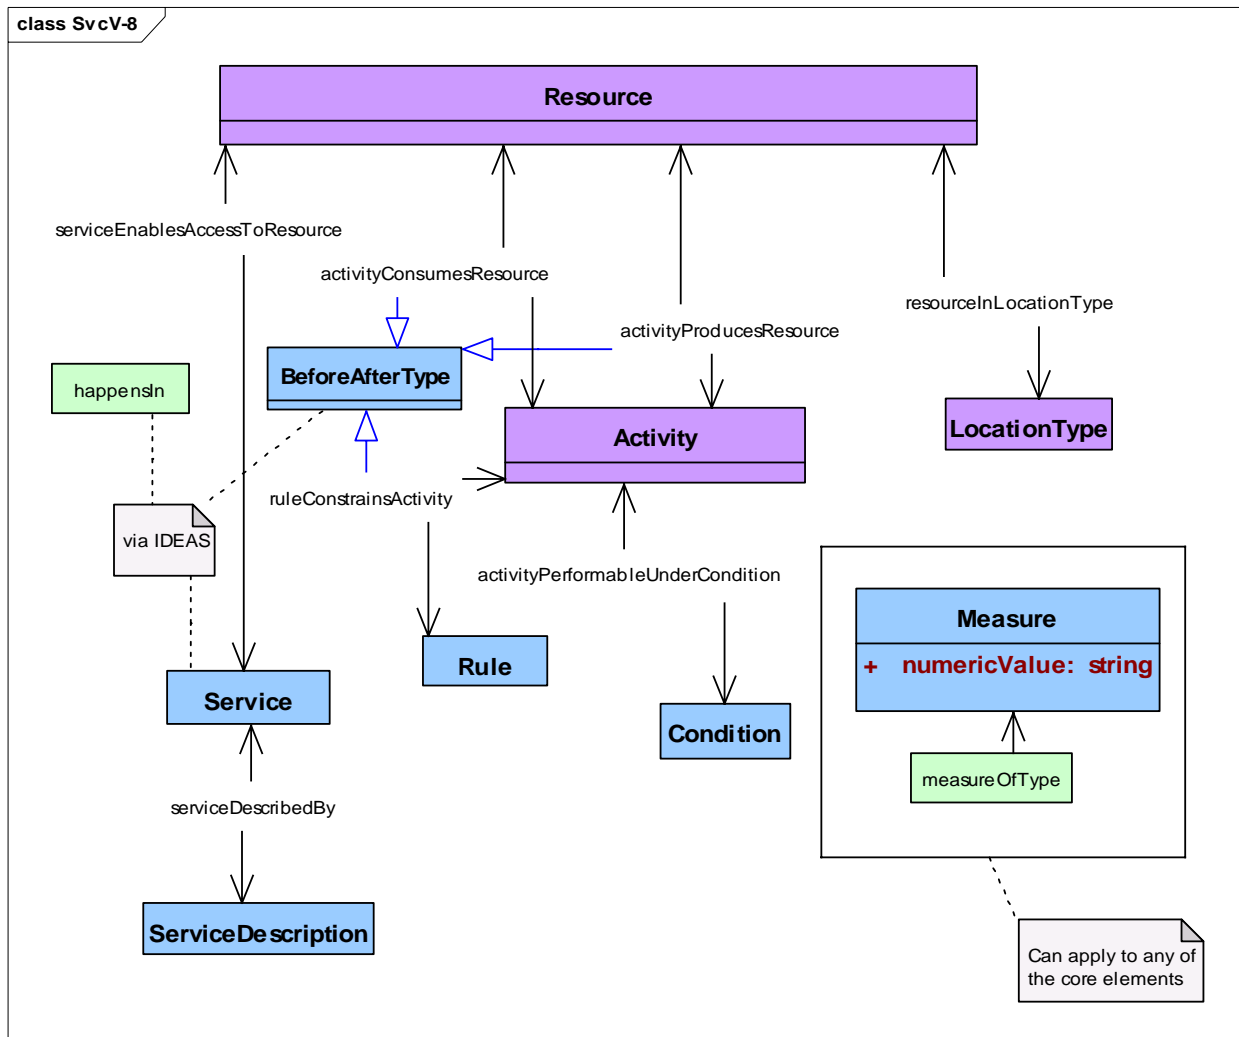 class SvcV-8
Resource
serviceEnablesAccessToResource
activityConsumesResource
resourceInLocationType
activityProducesResource
BeforeAfterType
happensIn
Activity
LocationType
ruleConstrainsActivity
via IDEAS
activityPerformableUnderCondition
Measure
+ numericValue: string
Rule
Service
Condition
measureOfType
serviceDescribedBy
ServiceDescription
Can apply to any of
the core elements